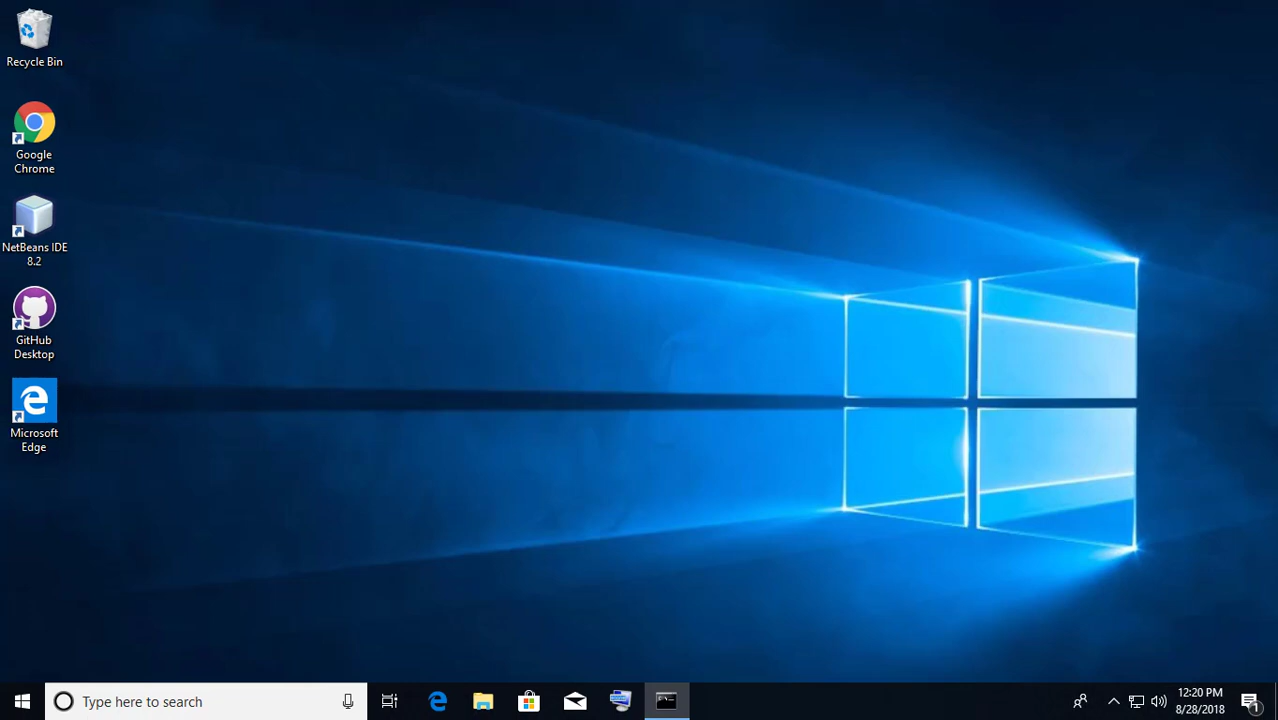 Recycle Bin
Google
Chrome
NetBeans IDE
8.2
GitHub
Desktop
Microsoft
Edge
Type here to search
12:20 PM
8/28/2018
1